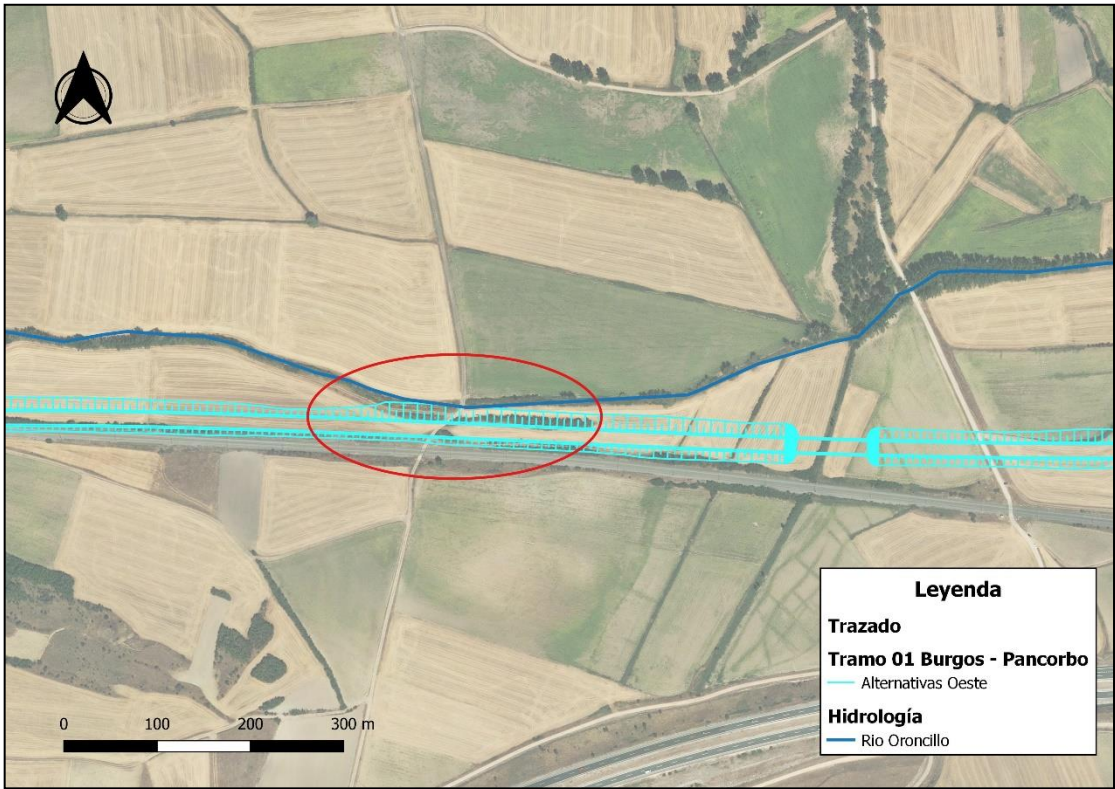 Leyenda
Trazado
Tramo 01 Burgos - Pancorbo
Alternativas Oeste
Hidrología
Rio Oroncillo
0 100 200 300 m